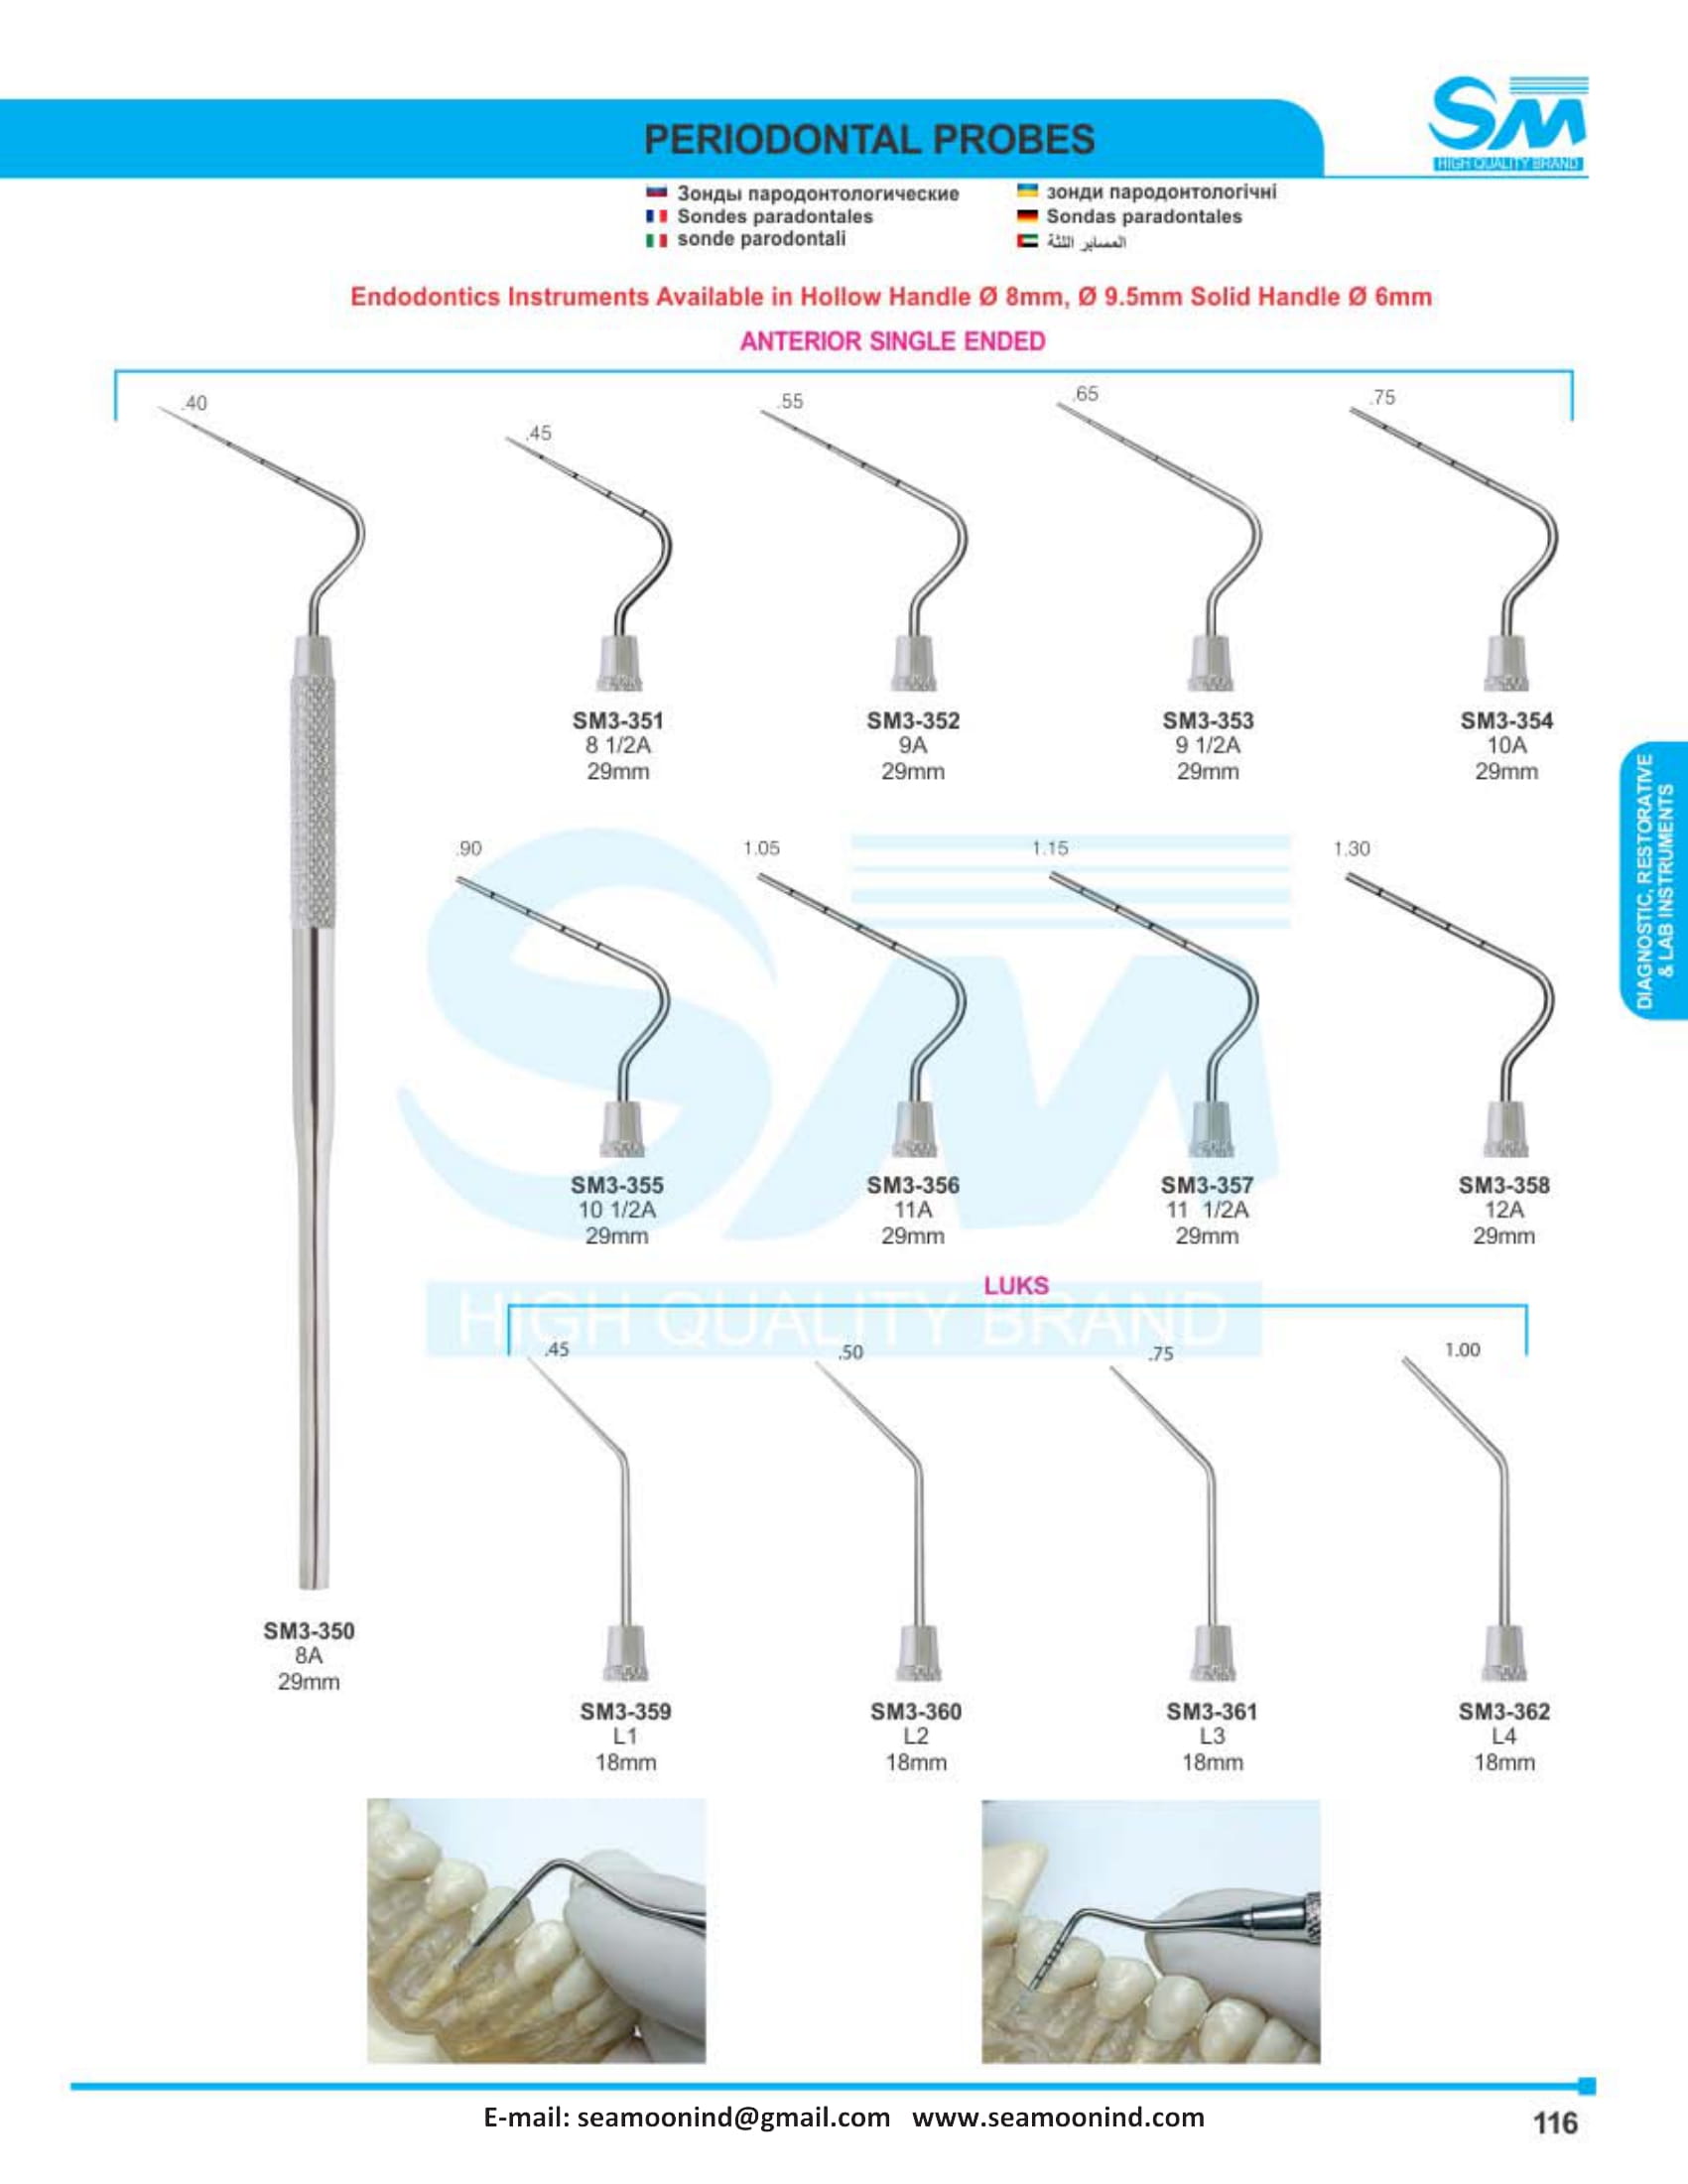 SM
HIGH QUALITY BRAND
PERIODONTAL PROBES
Зонды пародонтологические
зонди пародонтологічні
Sondes paradontales
Sondas paradontales
sonde parodontali
المسابر اللثة
Endodontics Instruments Available in Hollow Handle Ø 8mm, Ø 9.5mm Solid Handle Ø 6mm
ANTERIOR SINGLE ENDED
.40
.45
.55
.65
.75
SM3-351
8 1/2A
29mm
SM3-352
9A
29mm
SM3-353
9 1/2A
29mm
SM3-354
10A
29mm
DIAGNOSTIC, RESTORATIVE
& LAB INSTRUMENTS
.90
1.05
1.15
1.30
SM3-355
10 1/2A
29mm
SM3-356
11A
29mm
SM3-357
11 1/2A
29mm
SM3-358
12A
29mm
SM
HIGH QUALITY BRAND
LUKS
.45
.50
.75
1.00
SM3-350
8A
29mm
SM3-359
L1
18mm
SM3-360
L2
18mm
SM3-361
L3
18mm
SM3-362
L4
18mm
E-mail: seamoonind@gmail.com www.seamoonind.com
116